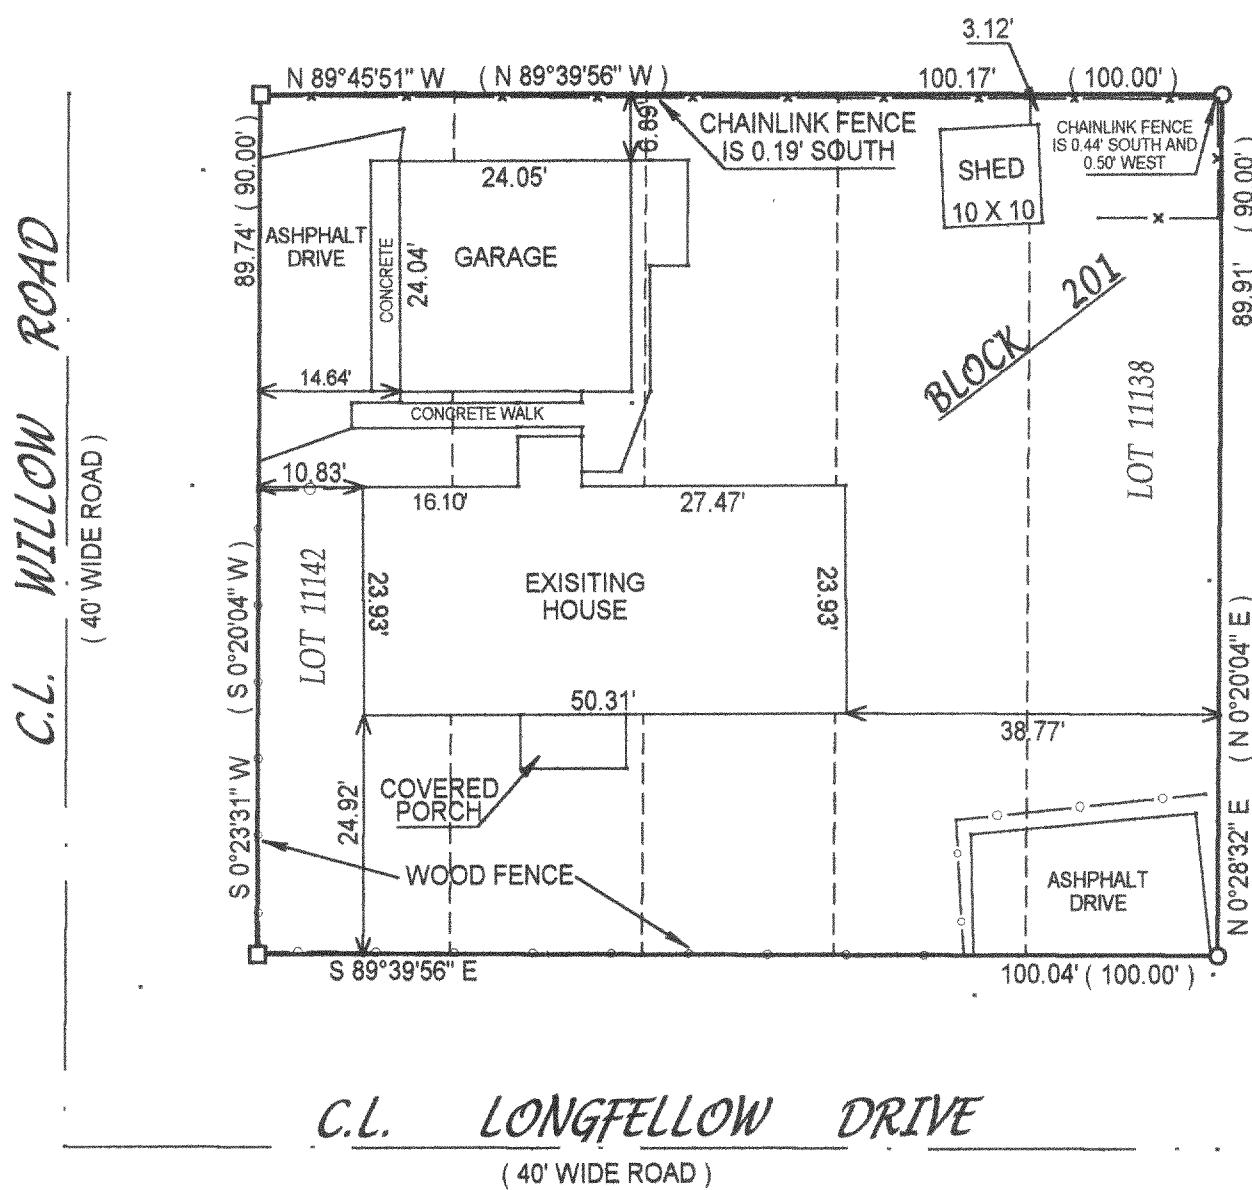 3.12'
N 89°45'51" W ( N 89°39'56" W ) 100.17' ( 100.00' )
6.89'
CHAINLINK FENCE
IS 0.19' SOUTH
CHAINLINK FENCE
IS 0.44' SOUTH AND
0.50' WEST
SHED
10 X 10
89.74' ( 90.00' )
24.05'
ASHPHALT
DRIVE
CONCRETE
24.04'
GARAGE
BLOCK 201
89.91' ( 90.00' )
14.64'
CONCRETE WALK
LOT 11138
C.L. WILLOW ROAD
( 40' WIDE ROAD )
10.83'
16.10'
27.47'
LOT 11142
23.93'
EXISITING
HOUSE
23.93'
( S 0°20'04" W )
S 0°23'31" W
50.31'
38.77'
( N 0°20'04" E )
N 0°28'32" E
24.92'
COVERED
PORCH
WOOD FENCE
ASHPHALT
DRIVE
S 89°39'56" E
100.04' ( 100.00' )
C.L. LONGFELLOW DRIVE
( 40' WIDE ROAD )